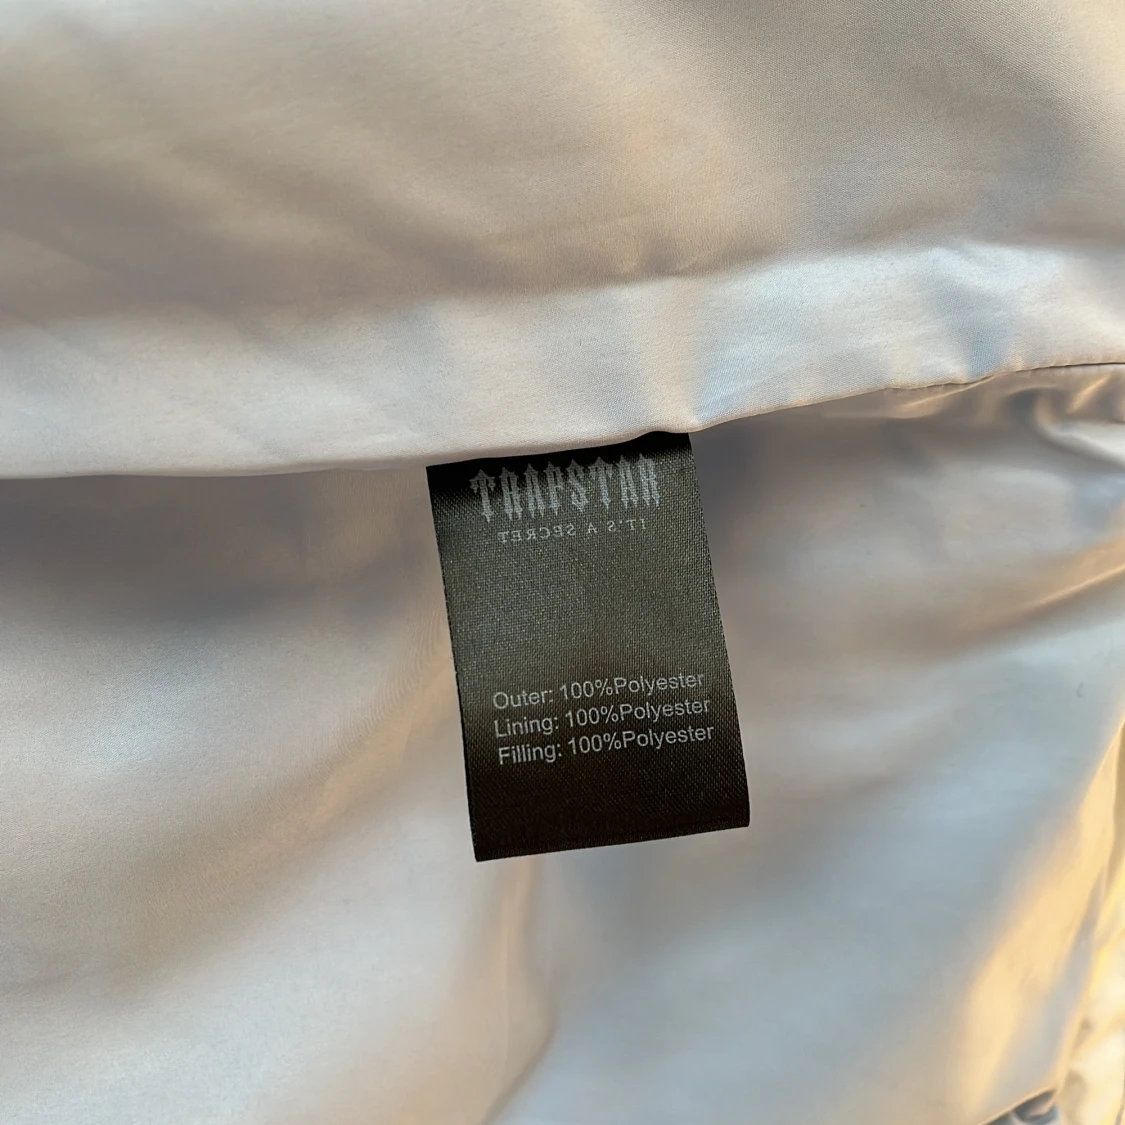 TRAPSTAR
IT'S A SECRET
Outer: 100%Polyester
Lining: 100%Polyester
Filling: 100%Polyester